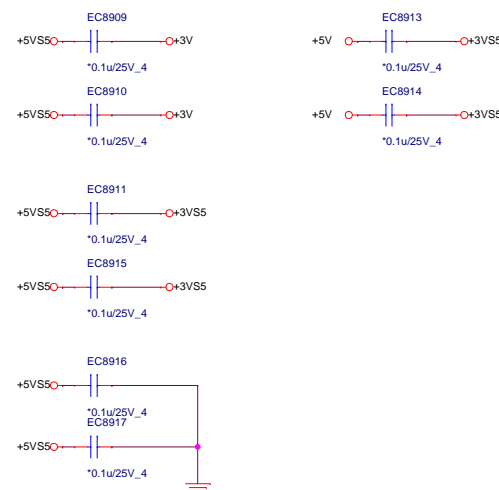 EC8909
+5VS5 +3V
*0.1u/25V_4
EC8910
+5VS5 +3V
*0.1u/25V_4
EC8913
+5V +3VS5
*0.1u/25V_4
EC8914
+5V +3VS5
*0.1u/25V_4
EC8911
+5VS5 +3VS5
*0.1u/25V_4
EC8915
+5VS5 +3VS5
*0.1u/25V_4
EC8916
+5VS5
*0.1u/25V_4
EC8917
+5VS5
*0.1u/25V_4